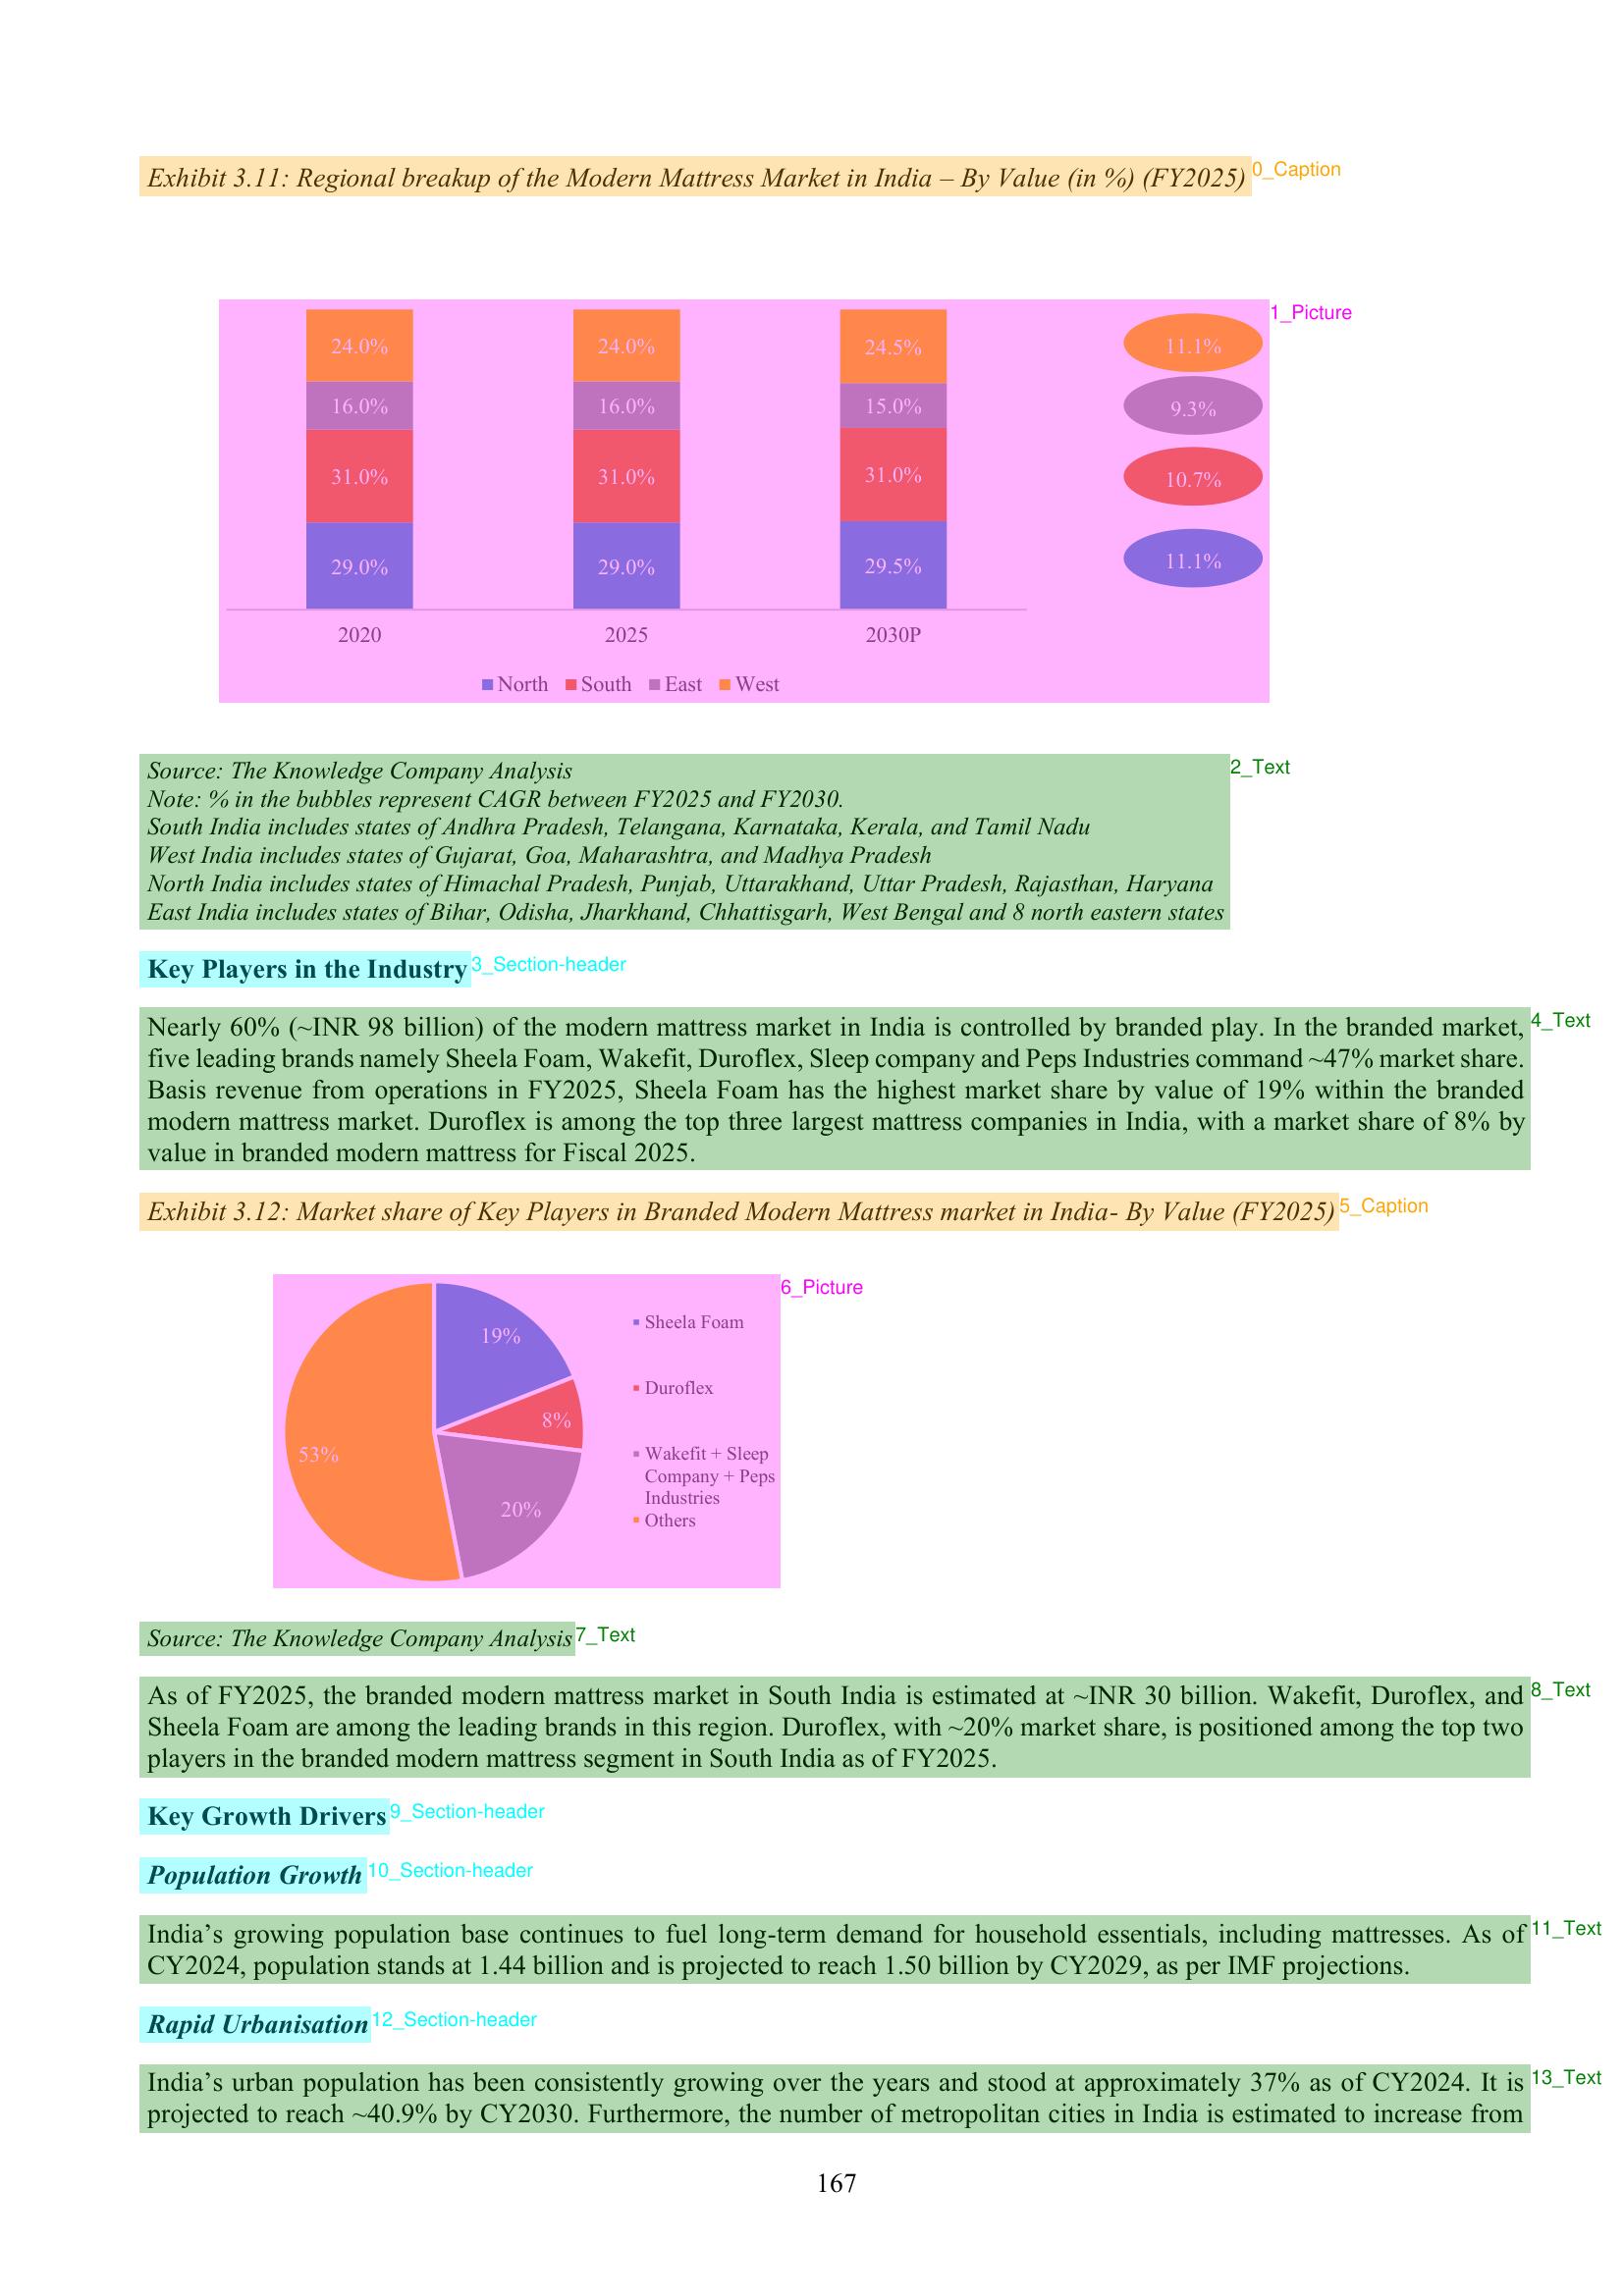 Exhibit 3.11: Regional breakup of the Modern Mattress Market in India – By Value (in %) (FY2025)
0_Caption
1_Picture
24.0% 24.0% 24.5% 11.1%
16.0% 16.0% 15.0% 9.3%
31.0% 31.0% 31.0% 10.7%
29.0% 29.0% 29.5% 11.1%
2020 2025 2030P
North South East West
Source: The Knowledge Company Analysis
2_Text
Note: % in the bubbles represent CAGR between FY2025 and FY2030.
South India includes states of Andhra Pradesh, Telangana, Karnataka, Kerala, and Tamil Nadu
West India includes states of Gujarat, Goa, Maharashtra, and Madhya Pradesh
North India includes states of Himachal Pradesh, Punjab, Uttarakhand, Uttar Pradesh, Rajasthan, Haryana
East India includes states of Bihar, Odisha, Jharkhand, Chhattisgarh, West Bengal and 8 north eastern states
Key Players in the Industry
3_Section-header
Nearly 60% (~INR 98 billion) of the modern mattress market in India is controlled by branded play. In the branded market,
4_Text
five leading brands namely Sheela Foam, Wakefit, Duroflex, Sleep company and Peps Industries command ~47% market share.
Basis revenue from operations in FY2025, Sheela Foam has the highest market share by value of 19% within the branded
modern mattress market. Duroflex is among the top three largest mattress companies in India, with a market share of 8% by
value in branded modern mattress for Fiscal 2025.
Exhibit 3.12: Market share of Key Players in Branded Modern Mattress market in India- By Value (FY2025)
5_Caption
6_Picture
19%
8%
20%
53%
Sheela Foam
Duroflex
Wakefit + Sleep
Company + Peps
Industries
Others
Source: The Knowledge Company Analysis
7_Text
As of FY2025, the branded modern mattress market in South India is estimated at ~INR 30 billion. Wakefit, Duroflex, and
8_Text
Sheela Foam are among the leading brands in this region. Duroflex, with ~20% market share, is positioned among the top two
players in the branded modern mattress segment in South India as of FY2025.
Key Growth Drivers
9_Section-header
Population Growth
10_Section-header
India’s growing population base continues to fuel long-term demand for household essentials, including mattresses. As of
11_Text
CY2024, population stands at 1.44 billion and is projected to reach 1.50 billion by CY2029, as per IMF projections.
Rapid Urbanisation
12_Section-header
India’s urban population has been consistently growing over the years and stood at approximately 37% as of CY2024. It is
13_Text
projected to reach ~40.9% by CY2030. Furthermore, the number of metropolitan cities in India is estimated to increase from
167